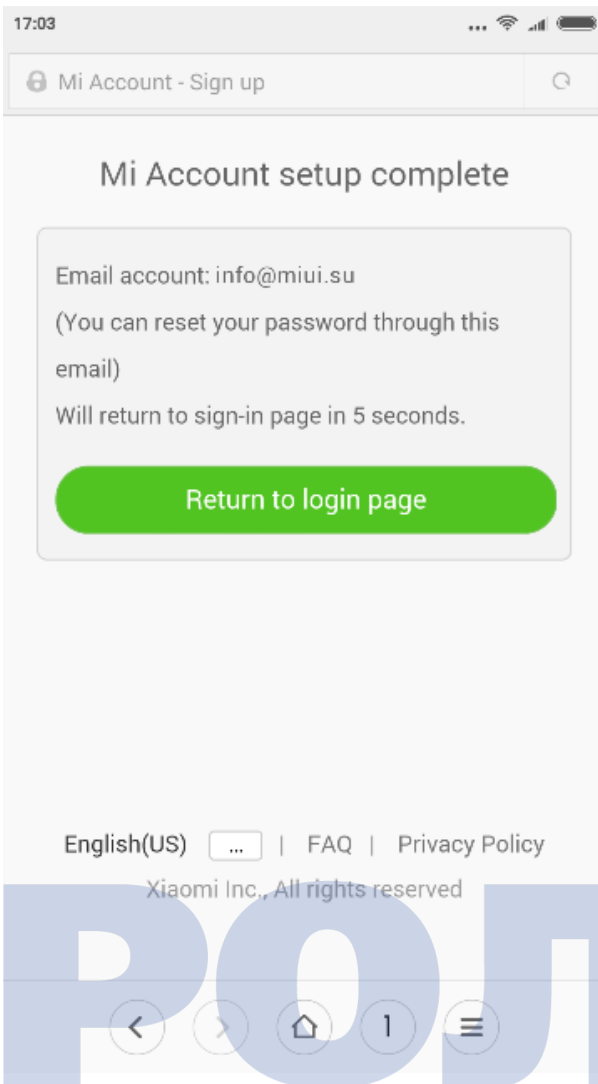 17:03
...
Mi Account - Sign up
Mi Account setup complete
Email account: info@miui.su
(You can reset your password through this
email)
Will return to sign-in page in 5 seconds.
Return to login page
English(US) ... | FAQ | Privacy Policy
Xiaomi Inc., All rights reserved
1